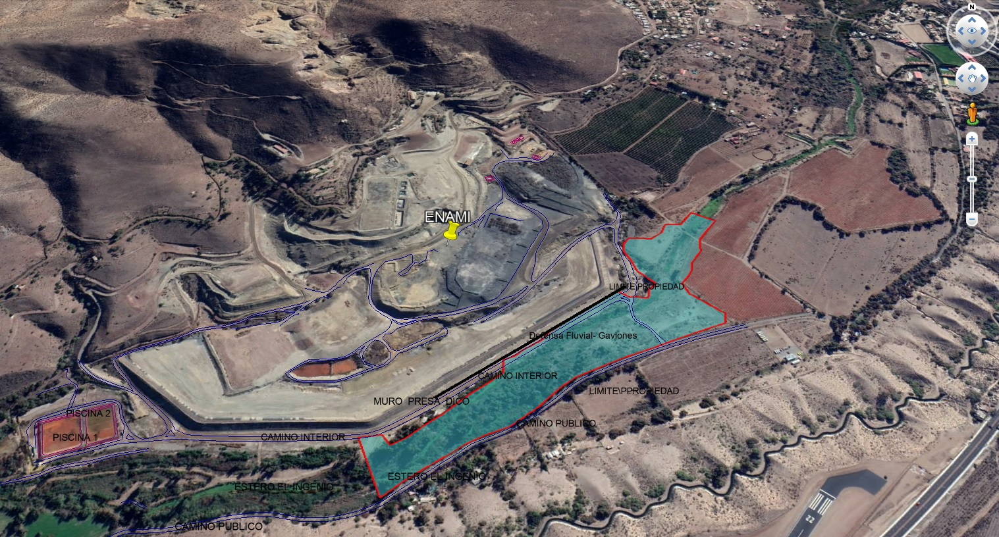 N
ENAMI
LIMITE\PROPIEDAD
Defensa Fluvial- Gaviones
CAMINO INTERIOR
LIMITE\PPROPIEDAD
MURO PRESA DICO
PISCINA 2
CAMINO PUBLICO
PISCINA 1
CAMINO INTERIOR
ESTERO EL INGENIO
ESTERO EL INGENIO
22
CAMINO PUBLICO